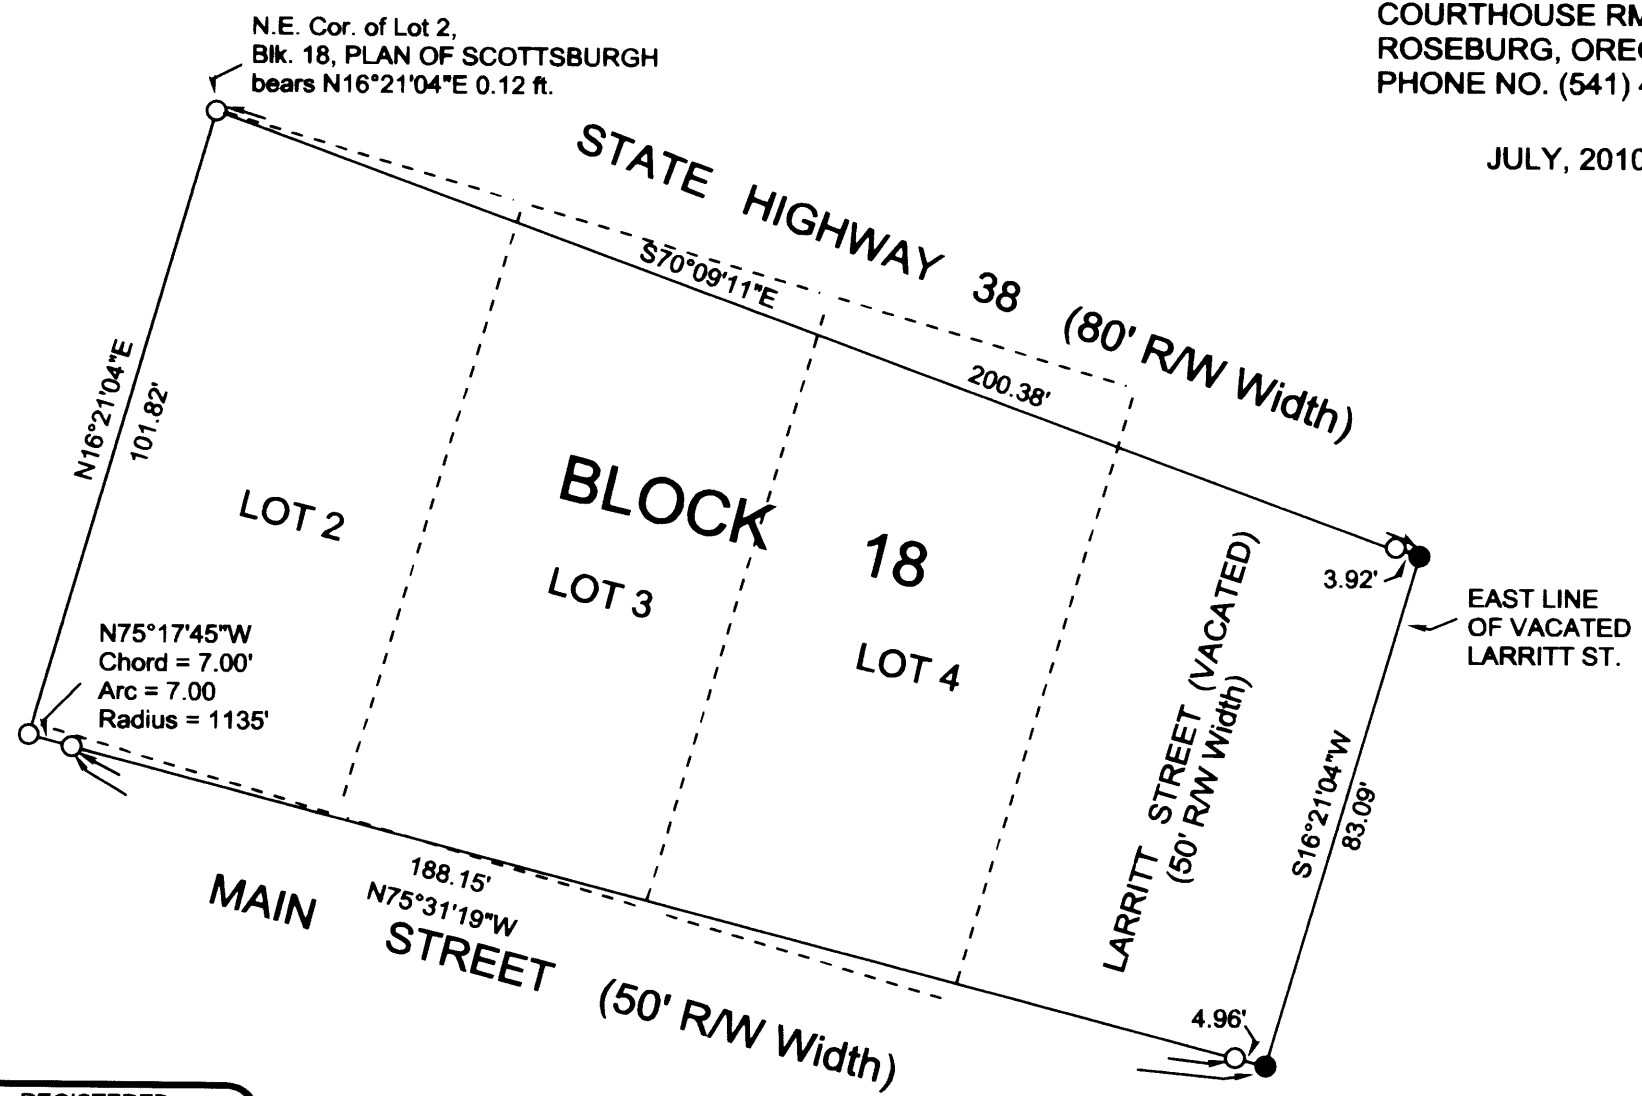 N.E. Cor. of Lot 2,
Blk. 18, PLAN OF SCOTTSBURGH
bears N16°21'04"E 0.12 ft.
COURTHOUSE
ROSEBURG,
PHONE NO. (541)
JULY, 2010
STATE HIGHWAY 38 (80' R/W Width)
S70°09'11"E
200.38'
N16°21'04"E
101.82'
BLOCK 18
LOT 2
LOT 3
LOT 4
3.92'
EAST LINE
OF VACATED
LARRITT ST.
N75°17'45"W
Chord = 7.00'
Arc = 7.00
Radius = 1135'
LARRITT STREET (VACATED)
(50' R/W Width)
S16°21'04"W
83.09'
188.15'
N75°31'19"W
MAIN STREET (50' R/W Width)
4.96'
REGISTERED